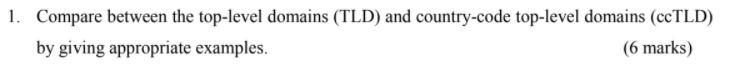 1. Compare between the top-level domains (TLD) and country-code top-level domains (ccTLD)
by giving appropriate examples. (6 marks)